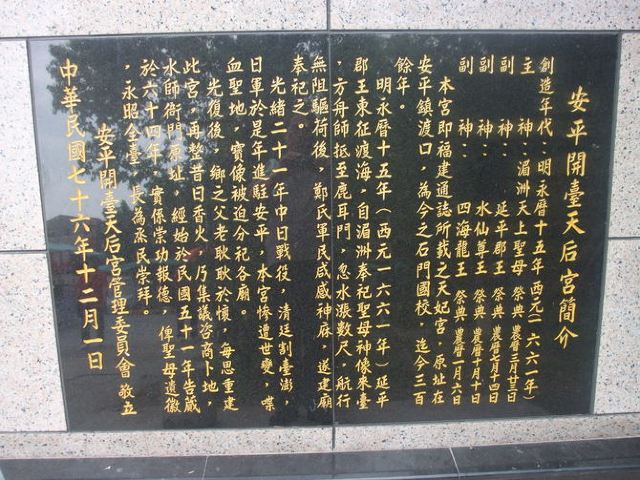 安平開臺天后宮簡介
創造年代：明永曆十五年西元(一六六一年)
主　神：湄洲天上聖母　祭典　農曆三月廿三日
副　神：延平郡王　祭典　農曆七月十四日
副　神：水仙尊王　祭典　農曆十月十日
副　神：四海龍王　祭典　農曆一月六日
本宮即福建通誌所載之天妃宮，原址在
安平鎮渡口，為今之石門國校，迄今三百
餘年。
明永曆十五年(西元一六六一年)延平
郡王東征渡海，自湄洲奉祀聖母神像來臺
，方舟師抵至鹿耳門，忽水漲數尺，航行
無阻驅荷後，鄭氏軍民咸感神庥　遂建廟
奉祀之。
光緒二十一年中日戰役，清廷割臺澎，
日軍於是年進駐安平，本宮慘遭世變，喋
血聖地，寶像被迫分祀各廟。
光復後，鄉之父老耿耿於懷，每思重建
此宮，再整昔日香火，乃集議咨商卜地，
水師衙門原址，經始於民國五十一年告蕆
於六十四年，實係崇功報德，俾聖母遺徽
，永昭全臺，長為烝民崇拜。
安平開臺天后宮管理委員會　敬立
中華民國七十六年十二月一日